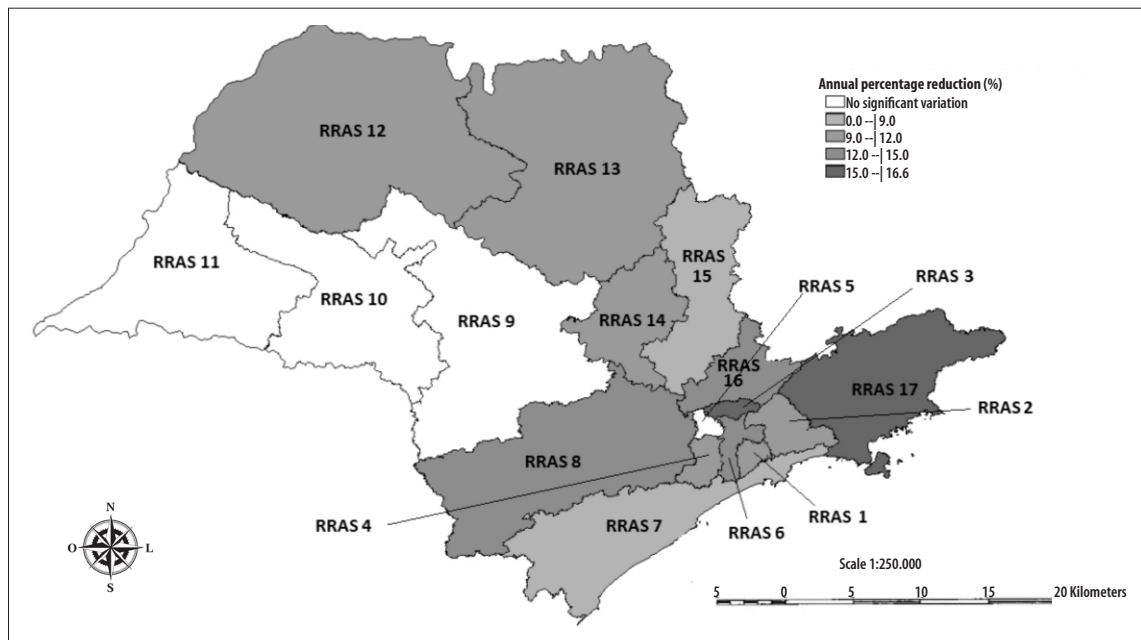 Annual percentage reduction (%)
No significant variation
0.0 --| 9.0
9.0 --| 12.0
12.0 --| 15.0
15.0 --| 16.6
RRAS 12
RRAS 13
RRAS 11
RRAS 10
RRAS 9
RRAS 14
RRAS
15
RRAS 3
RRAS 5
RRAS
16
RRAS 17
RRAS 2
RRAS 8
RRAS 4
RRAS 7
RRAS 6
RRAS 1
N
O
L
S
Scale 1:250.000
5 0 5 10 15 20 Kilometers